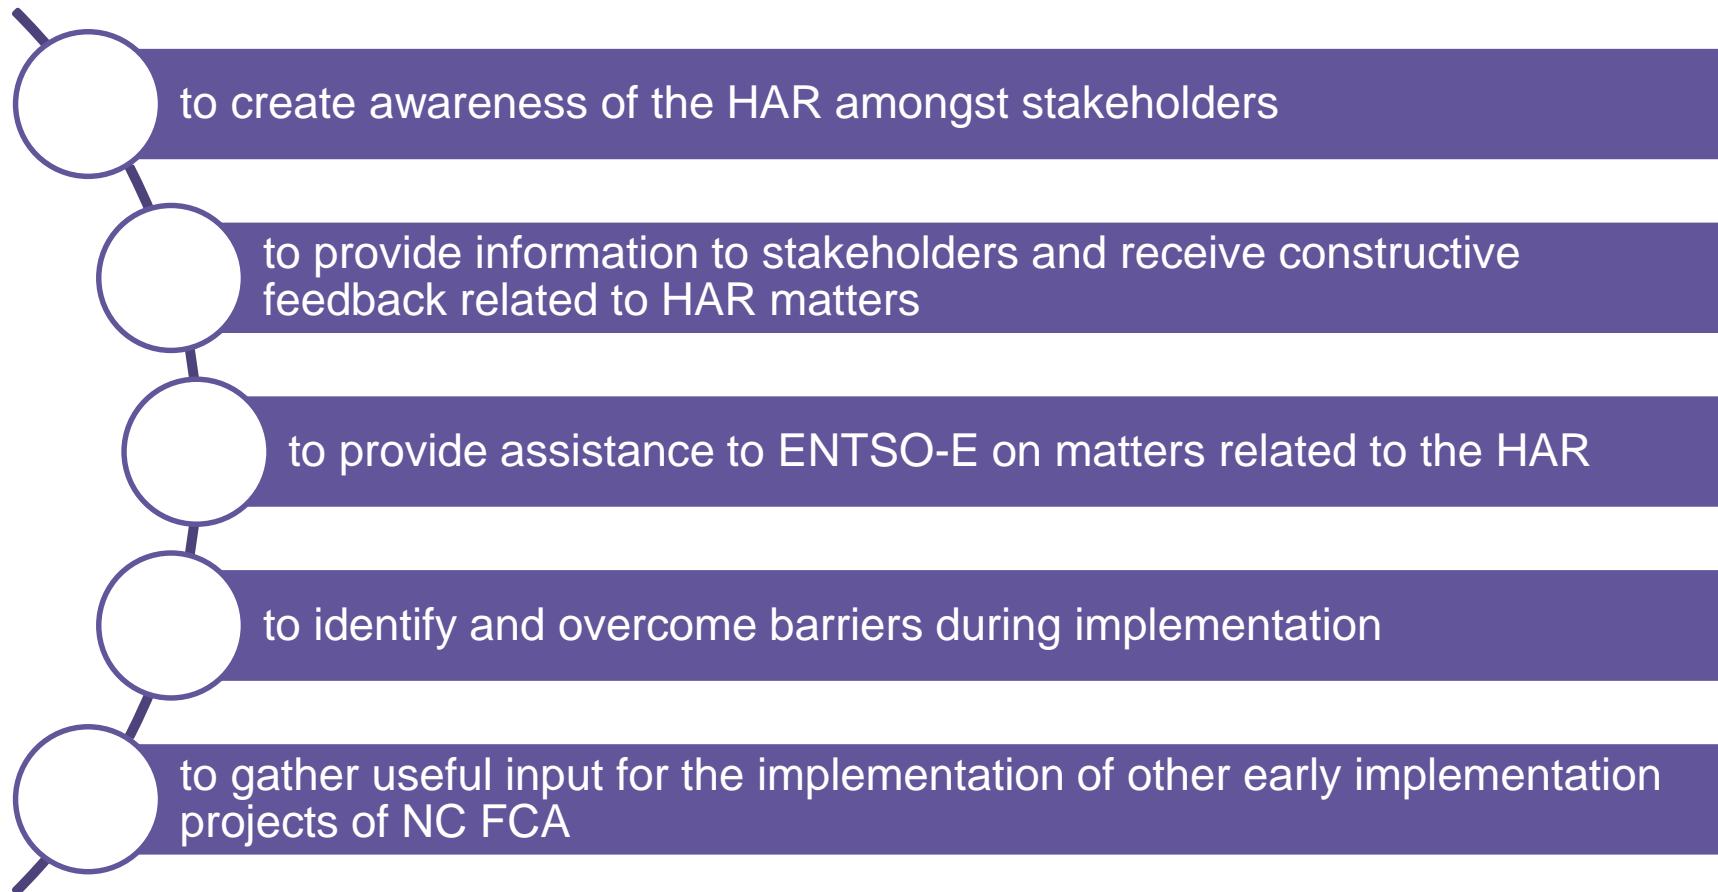 to create awareness of the HAR amongst stakeholders
to provide information to stakeholders and receive constructive
feedback related to HAR matters
to provide assistance to ENTSO-E on matters related to the HAR
to identify and overcome barriers during implementation
to gather useful input for the implementation of other early implementation
projects of NC FCA